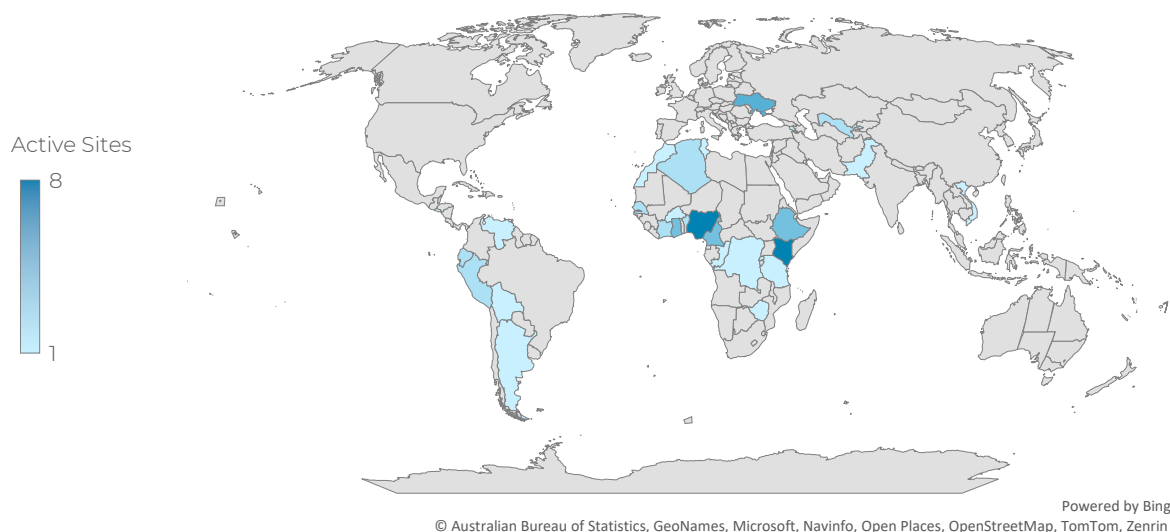 Active Sites
8
1
Powered by Bing
© Australian Bureau of Statistics, GeoNames, Microsoft, Navinfo, Open Places, OpenStreetMap, TomTom, Zenrin